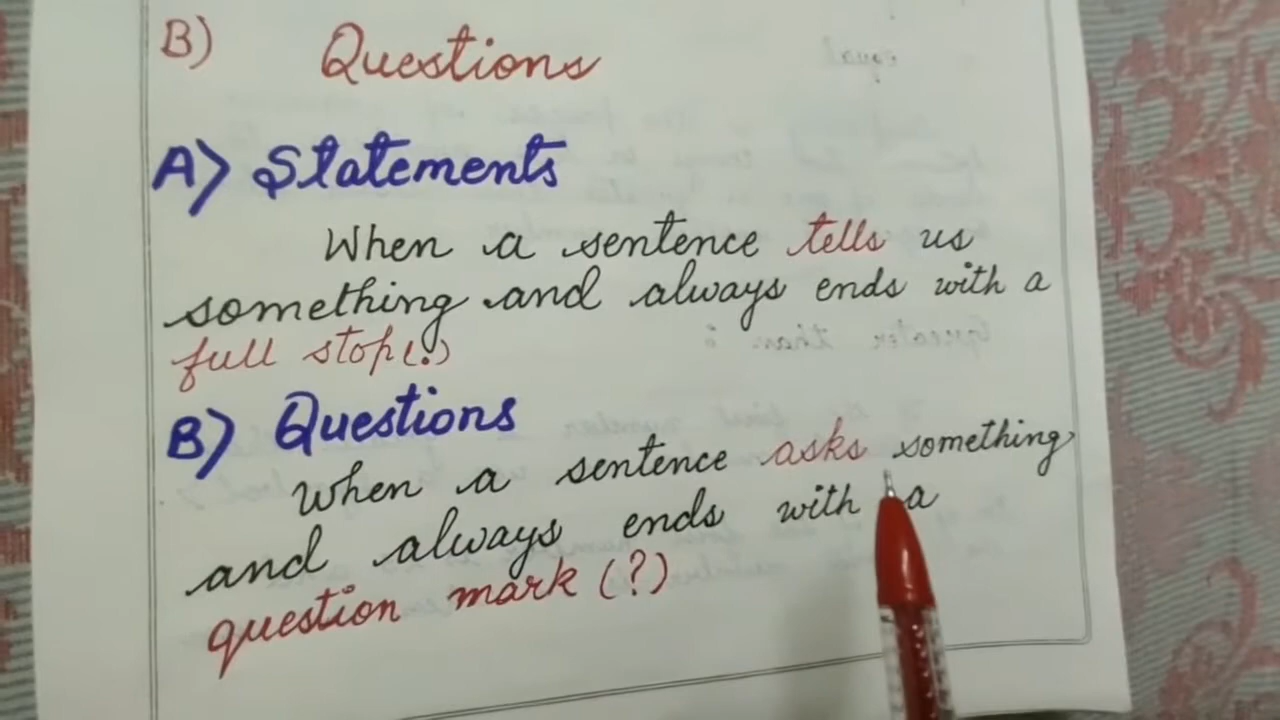 B) Questions
A) Statements
When a sentence tells us
something and always ends with a
full stop(.)
B) Questions
When a sentence asks something
and always ends with a
question mark (?)